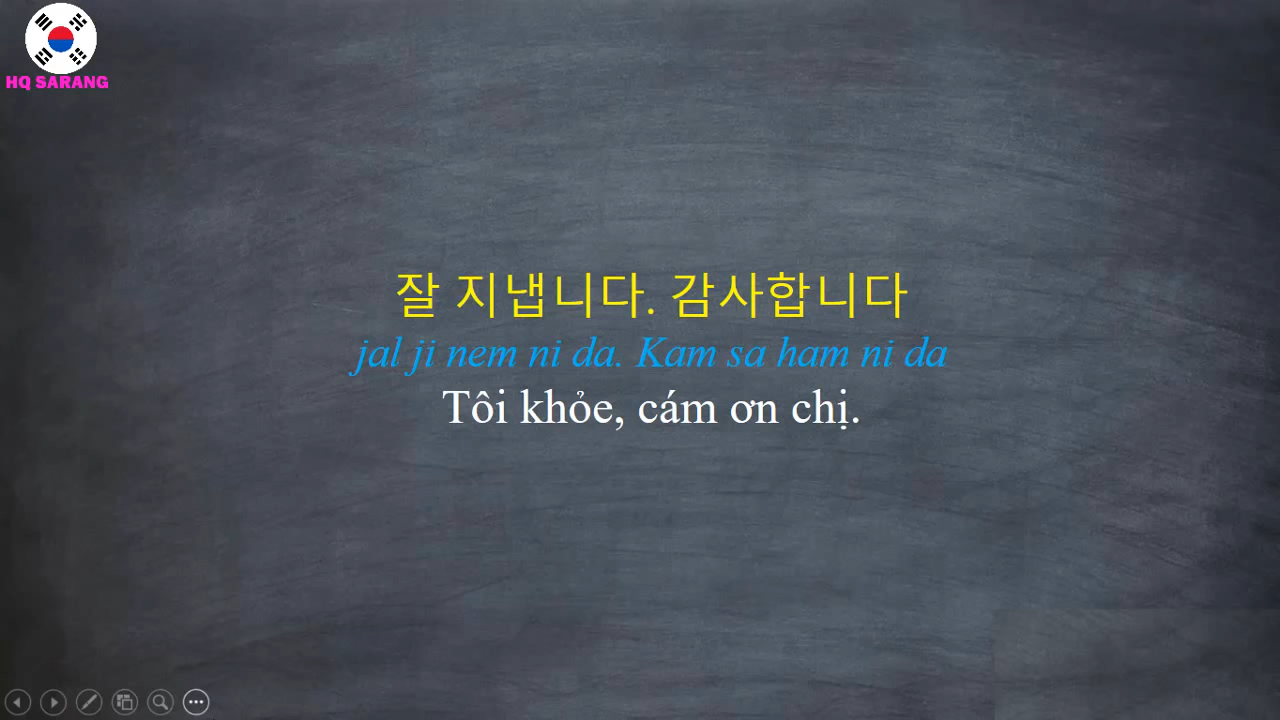 HQ SARANG
잘 지냅니다. 감사합니다
jal ji nem ni da. Kam sa ham ni da
Tôi khỏe, cám ơn chị.